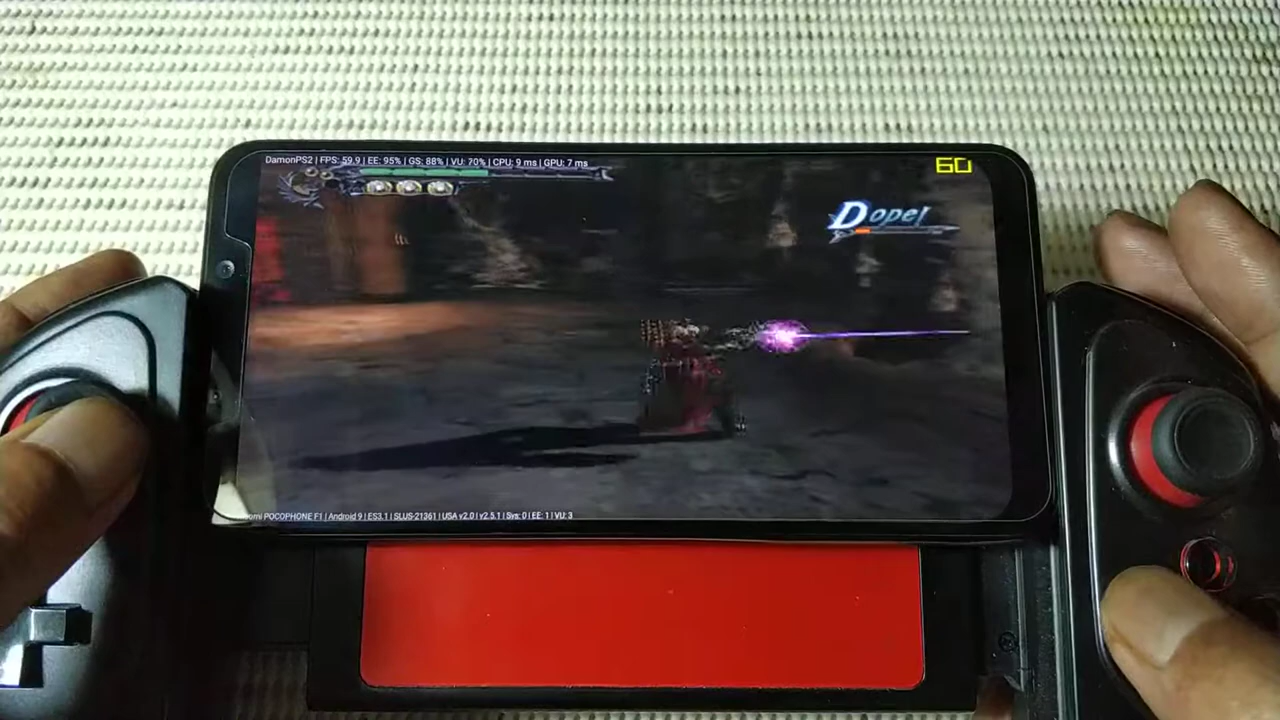 DamonPS2 | FPS: 59.9 | EE: 95% | GS: 88% | VU: 70% | CPU: 9 ms | GPU: 7 ms
60
Dopel
POCOPHONE F1 | Android 9 | ES3.1 | SLUS-21361 | USA v2.0 | v2.5.1 | Sys: 0 | EE: 1 | VU: 3